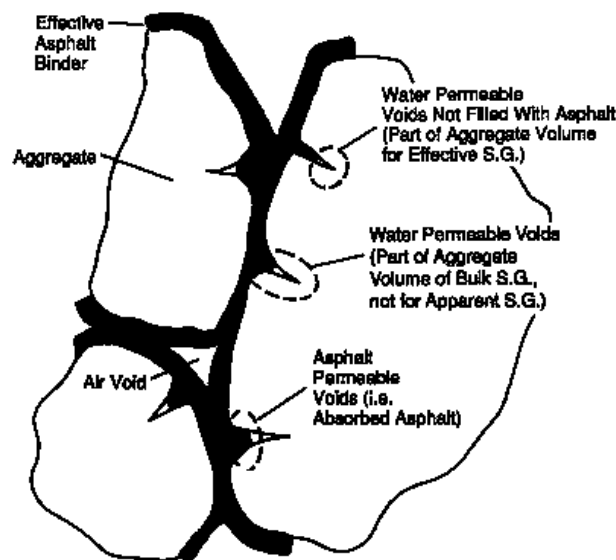 Effective
Asphalt
Binder
Water Permeable
Voids Not Filled With Asphalt
(Part of Aggregate Volume
for Effective S.G.)
Aggregate
Water Permeable Voids
(Part of Aggregate
Volume of Bulk S.G.,
not for Apparent S.G.)
Air Void
Asphalt
Permeable
Voids (i.e.
Absorbed Asphalt)